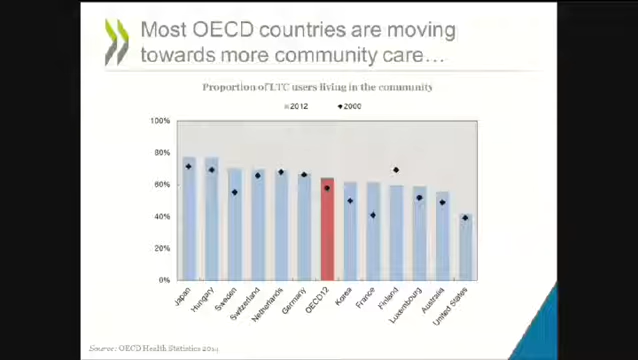 Most OECD countries are moving
towards more community care…
Proportion of LTC users living in the community
2012 2000
100%
80%
60%
40%
20%
0%
Japan
Hungary
Sweden
Switzerland
Netherlands
Germany
OECD12
Korea
France
Finland
Luxembourg
Australia
United States
Source: OECD Health Statistics 2014